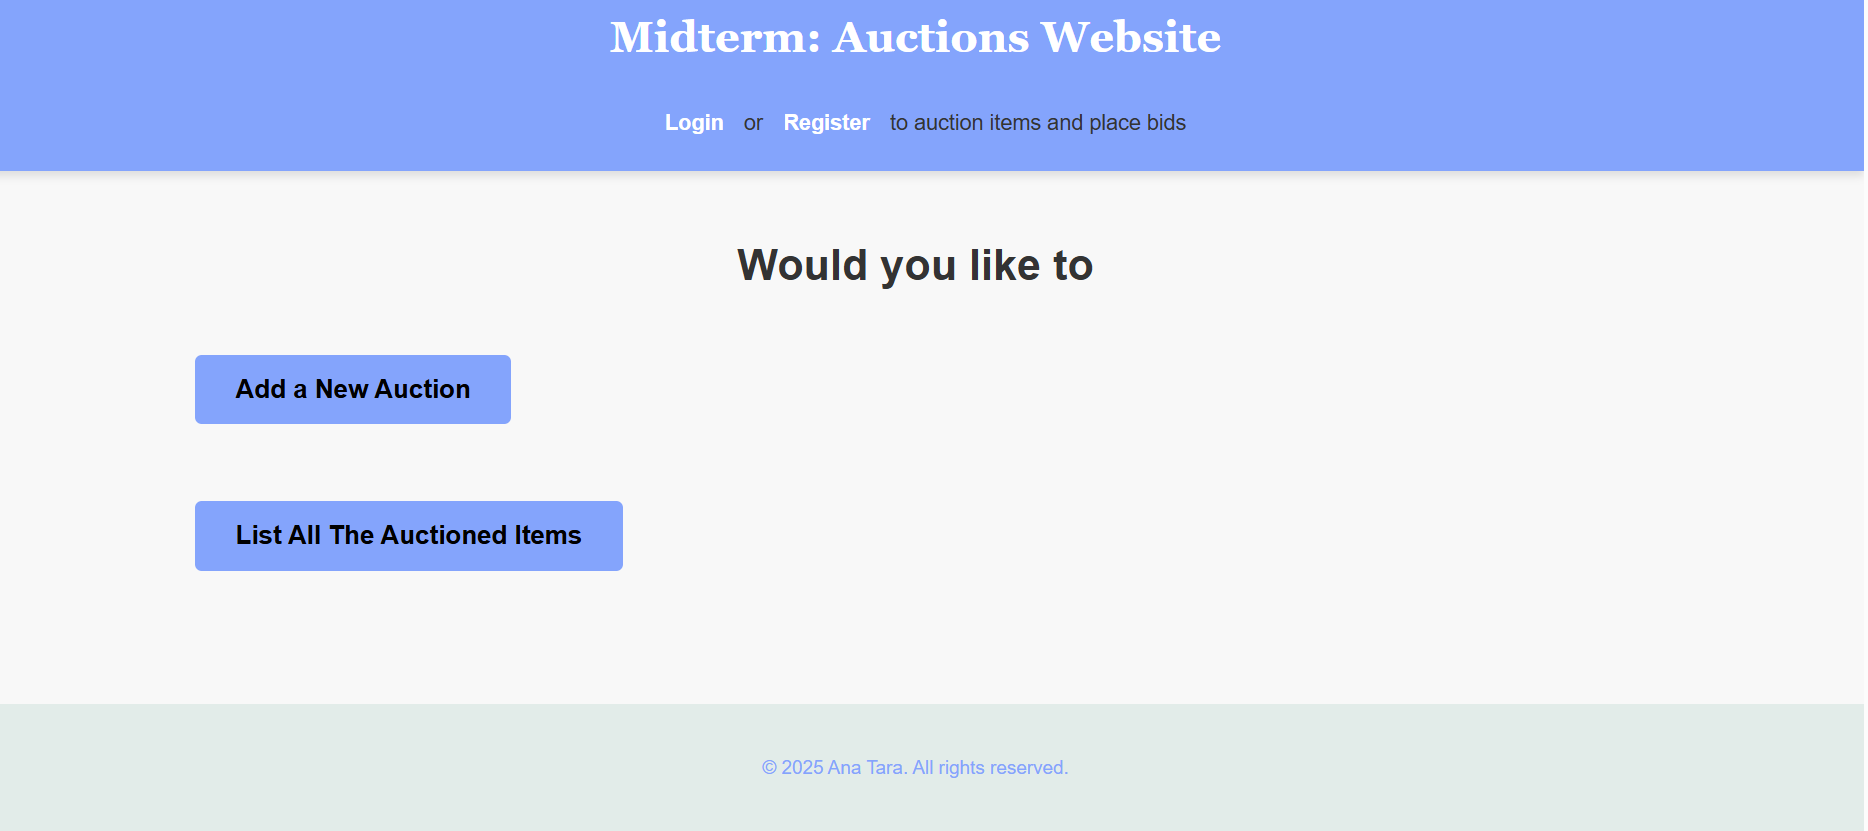 Midterm: Auctions Website
Login or Register to auction items and place bids
Would you like to
Add a New Auction
List All The Auctioned Items
© 2025 Ana Tara. All rights reserved.